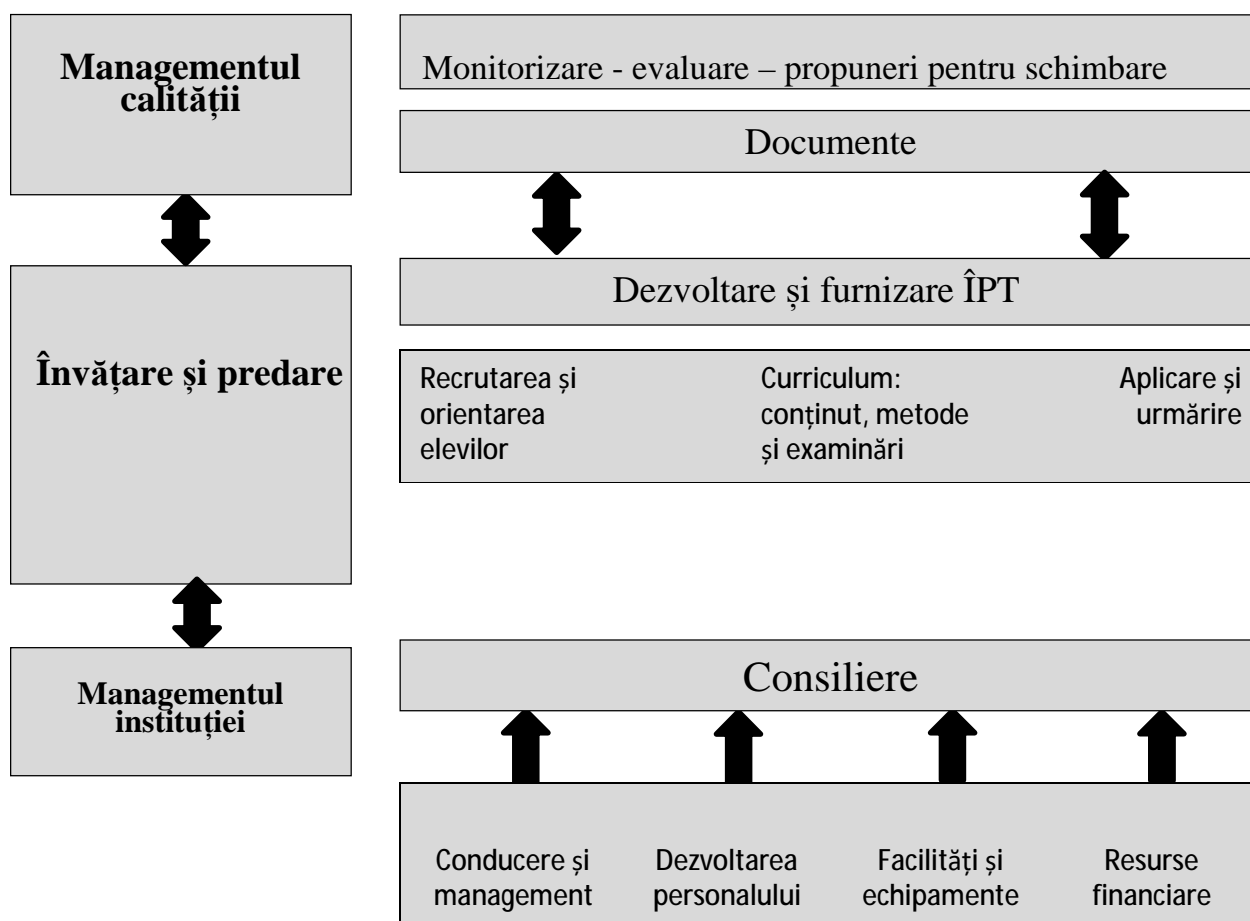 Managementul
calității
Monitorizare - evaluare – propuneri pentru schimbare
Documente
Dezvoltare și furnizare ÎPT
Învățare și predare
Recrutarea și
orientarea
elevilor
Curriculum:
conținut, metode
și examinări
Aplicare și
urmărire
Managementul
instituției
Consiliere
Conducere și
management
Dezvoltarea
personalului
Facilități și
echipamente
Resurse
financiare